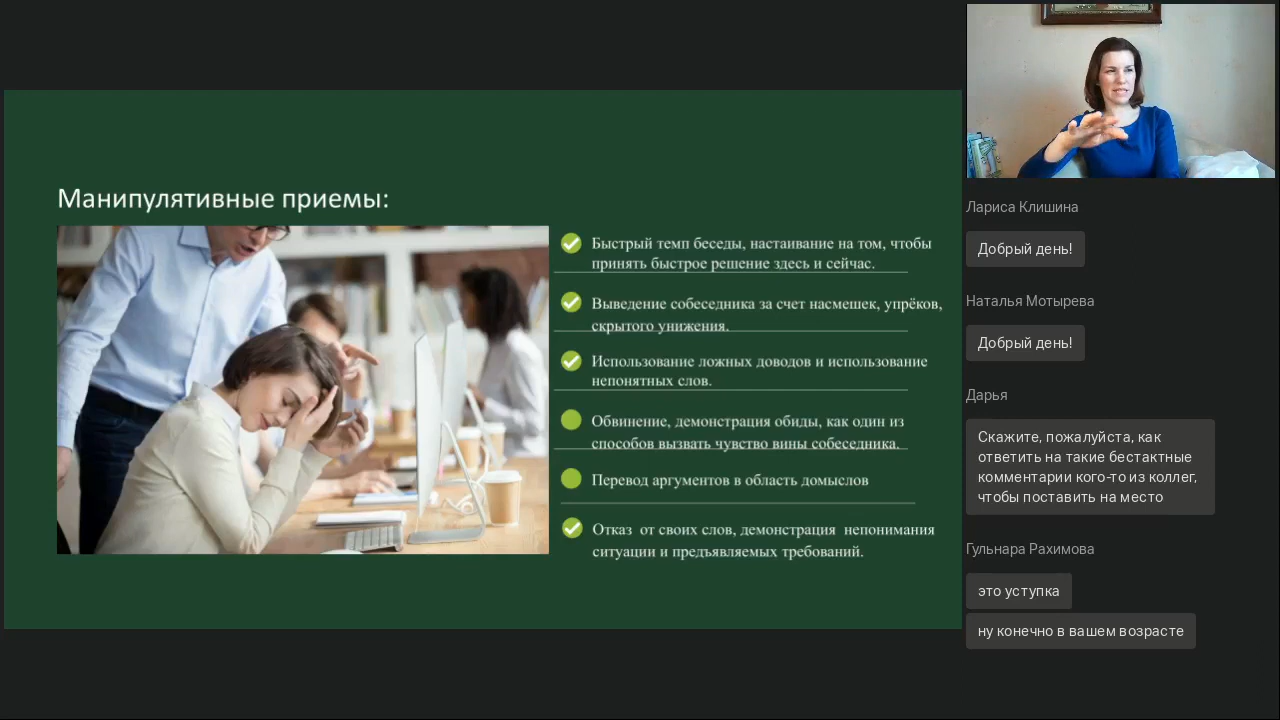 Манипулятивные приемы:
Быстрый темп беседы, настаивание на том, чтобы
принять быстрое решение здесь и сейчас.
Выведение собеседника за счет насмешек, упрёков,
скрытого унижения.
Использование ложных доводов и использование
непонятных слов.
Обвинение, демонстрация обиды, как один из
способов вызвать чувство вины собеседника.
Перевод аргументов в область домыслов
Отказ от своих слов, демонстрация непонимания
ситуации и предъявляемых требований.
Лариса Клишина
Добрый день!
Наталья Мотырева
Добрый день!
Дарья
Скажите, пожалуйста, как
ответить на такие бестактные
комментарии кого-то из коллег,
чтобы поставить на место
Гульнара Рахимова
это уступка
ну конечно в вашем возрасте